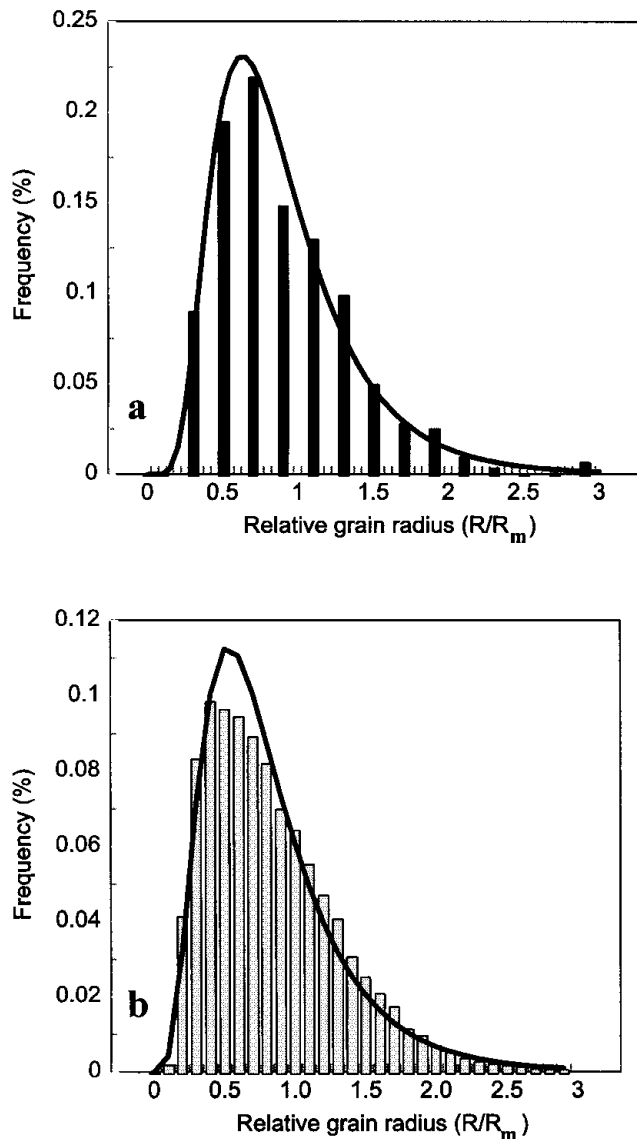 0.25
0.2
0.15
0.1
0.05
0
Frequency (%)
a
0 0.5 1 1.5 2 2.5 3
Relative grain radius (R/Rm)
0.12
0.1
0.08
0.06
0.04
0.02
0
Frequency (%)
b
0 0.5 1.0 1.5 2.0 2.5 3
Relative grain radius (R/Rm)